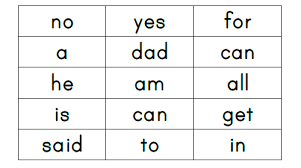 no yes for
a dad can
he am all
is can get
said to in